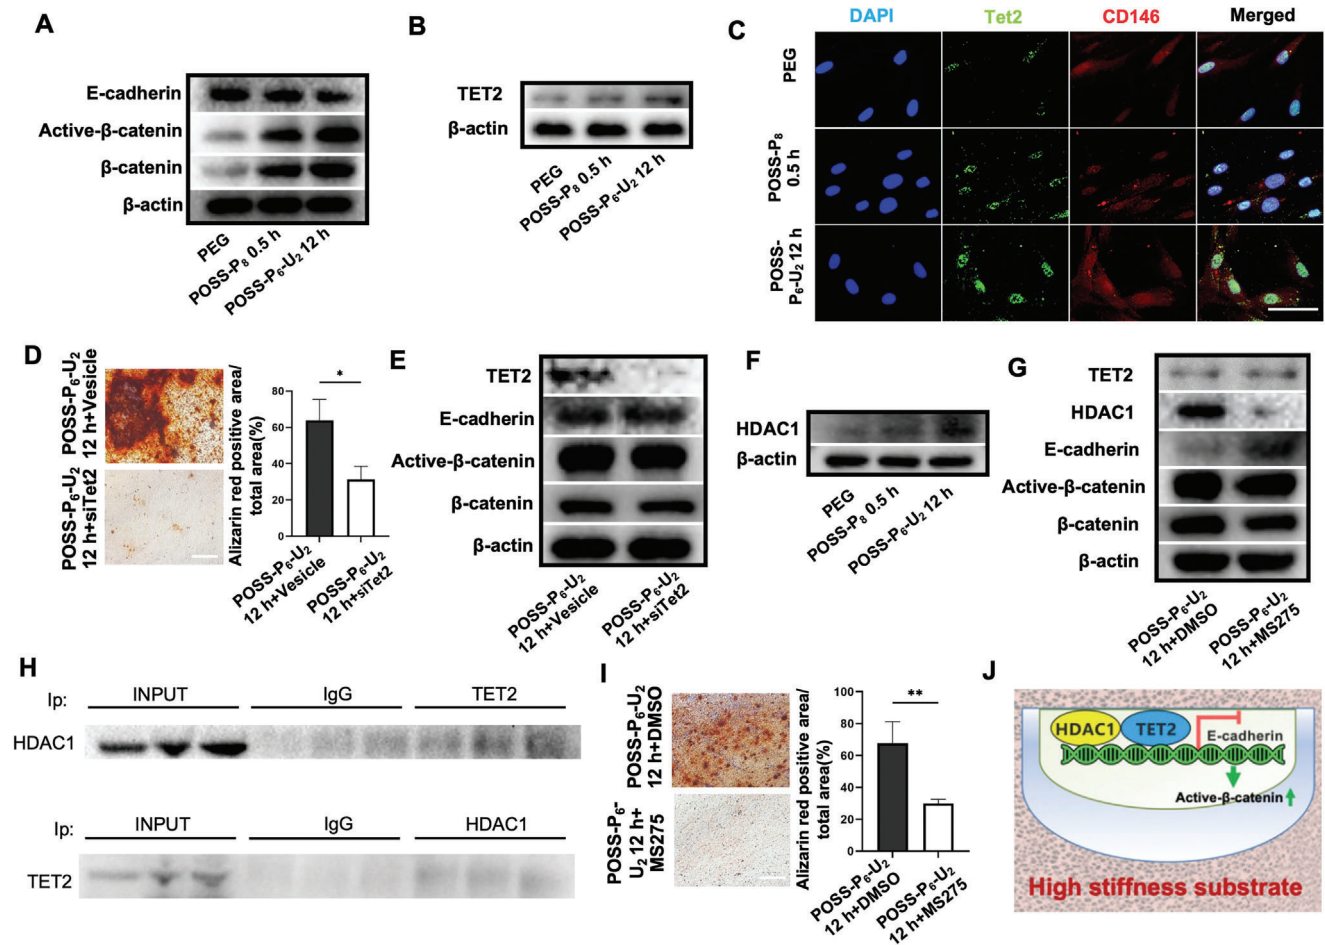 A
E-cadherin
Active-β-catenin
β-catenin
β-actin
PEG
POSS-P₈ 0.5 h
POSS-P₆-U₂ 12 h
B
TET2
β-actin
PEG
POSS-P₈ 0.5 h
POSS-P₆-U₂ 12 h
C
DAPI
Tet2
CD146
Merged
PEG
POSS-P₈
0.5 h
POSS-
P₆-U₂ 12 h
D
POSS-P₆-U₂
12 h+Vesicle
POSS-P₆-U₂
12 h+siTet2
Alizarin red positive area/
total area(%)
80
60
40
20
0
*
POSS-P₆-U₂
12 h+Vesicle
POSS-P₆-U₂
12 h+siTet2
E
TET2
E-cadherin
Active-β-catenin
β-catenin
β-actin
POSS-P₆-U₂
12 h+Vesicle
POSS-P₆-U₂
12 h+siTet2
F
HDAC1
β-actin
PEG
POSS-P₈ 0.5 h
POSS-P₆-U₂ 12 h
G
TET2
HDAC1
E-cadherin
Active-β-catenin
β-catenin
β-actin
POSS-P₆-U₂
12 h+DMSO
POSS-P₆-U₂
12 h+MS275
H
Ip:
INPUT
IgG
TET2
HDAC1
Ip:
INPUT
IgG
HDAC1
TET2
I
POSS-P₆-U₂
12 h+DMSO
POSS-P₆-
U₂ 12 h+
MS275
Alizarin red positive area/
total area(%)
100
80
60
40
20
0
**
POSS-P₆-U₂
12 h+DMSO
POSS-P₆-U₂
12 h+MS275
J
HDAC1
TET2
E-cadherin
Active-β-catenin
High stiffness substrate